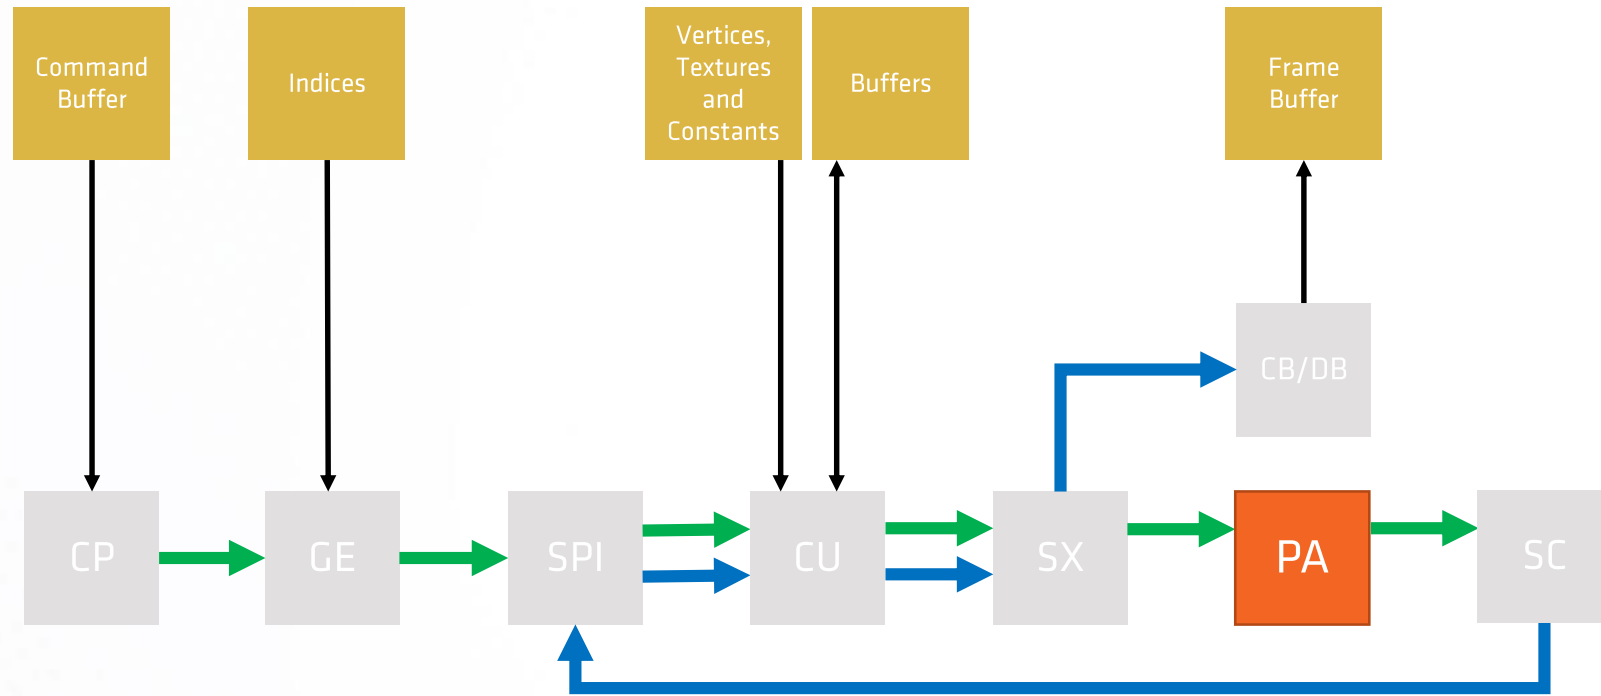 Command
Buffer
Indices
Vertices,
Textures
and
Constants
Buffers
Frame
Buffer
CB/DB
CP
GE
SPI
CU
SX
PA
SC